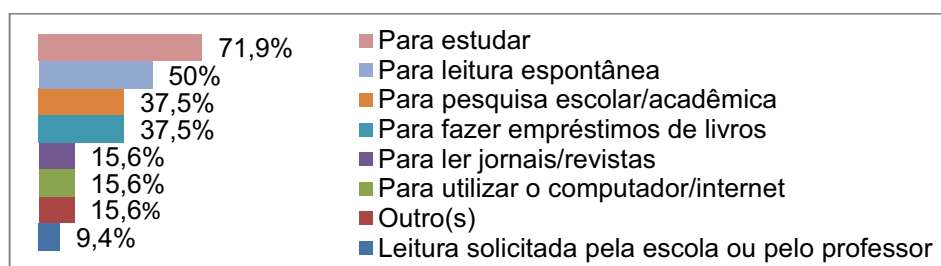 71,9% Para estudar
50% Para leitura espontânea
37,5% Para pesquisa escolar/acadêmica
37,5% Para fazer empréstimos de livros
15,6% Para ler jornais/revistas
15,6% Para utilizar o computador/internet
15,6% Outro(s)
9,4% Leitura solicitada pela escola ou pelo professor